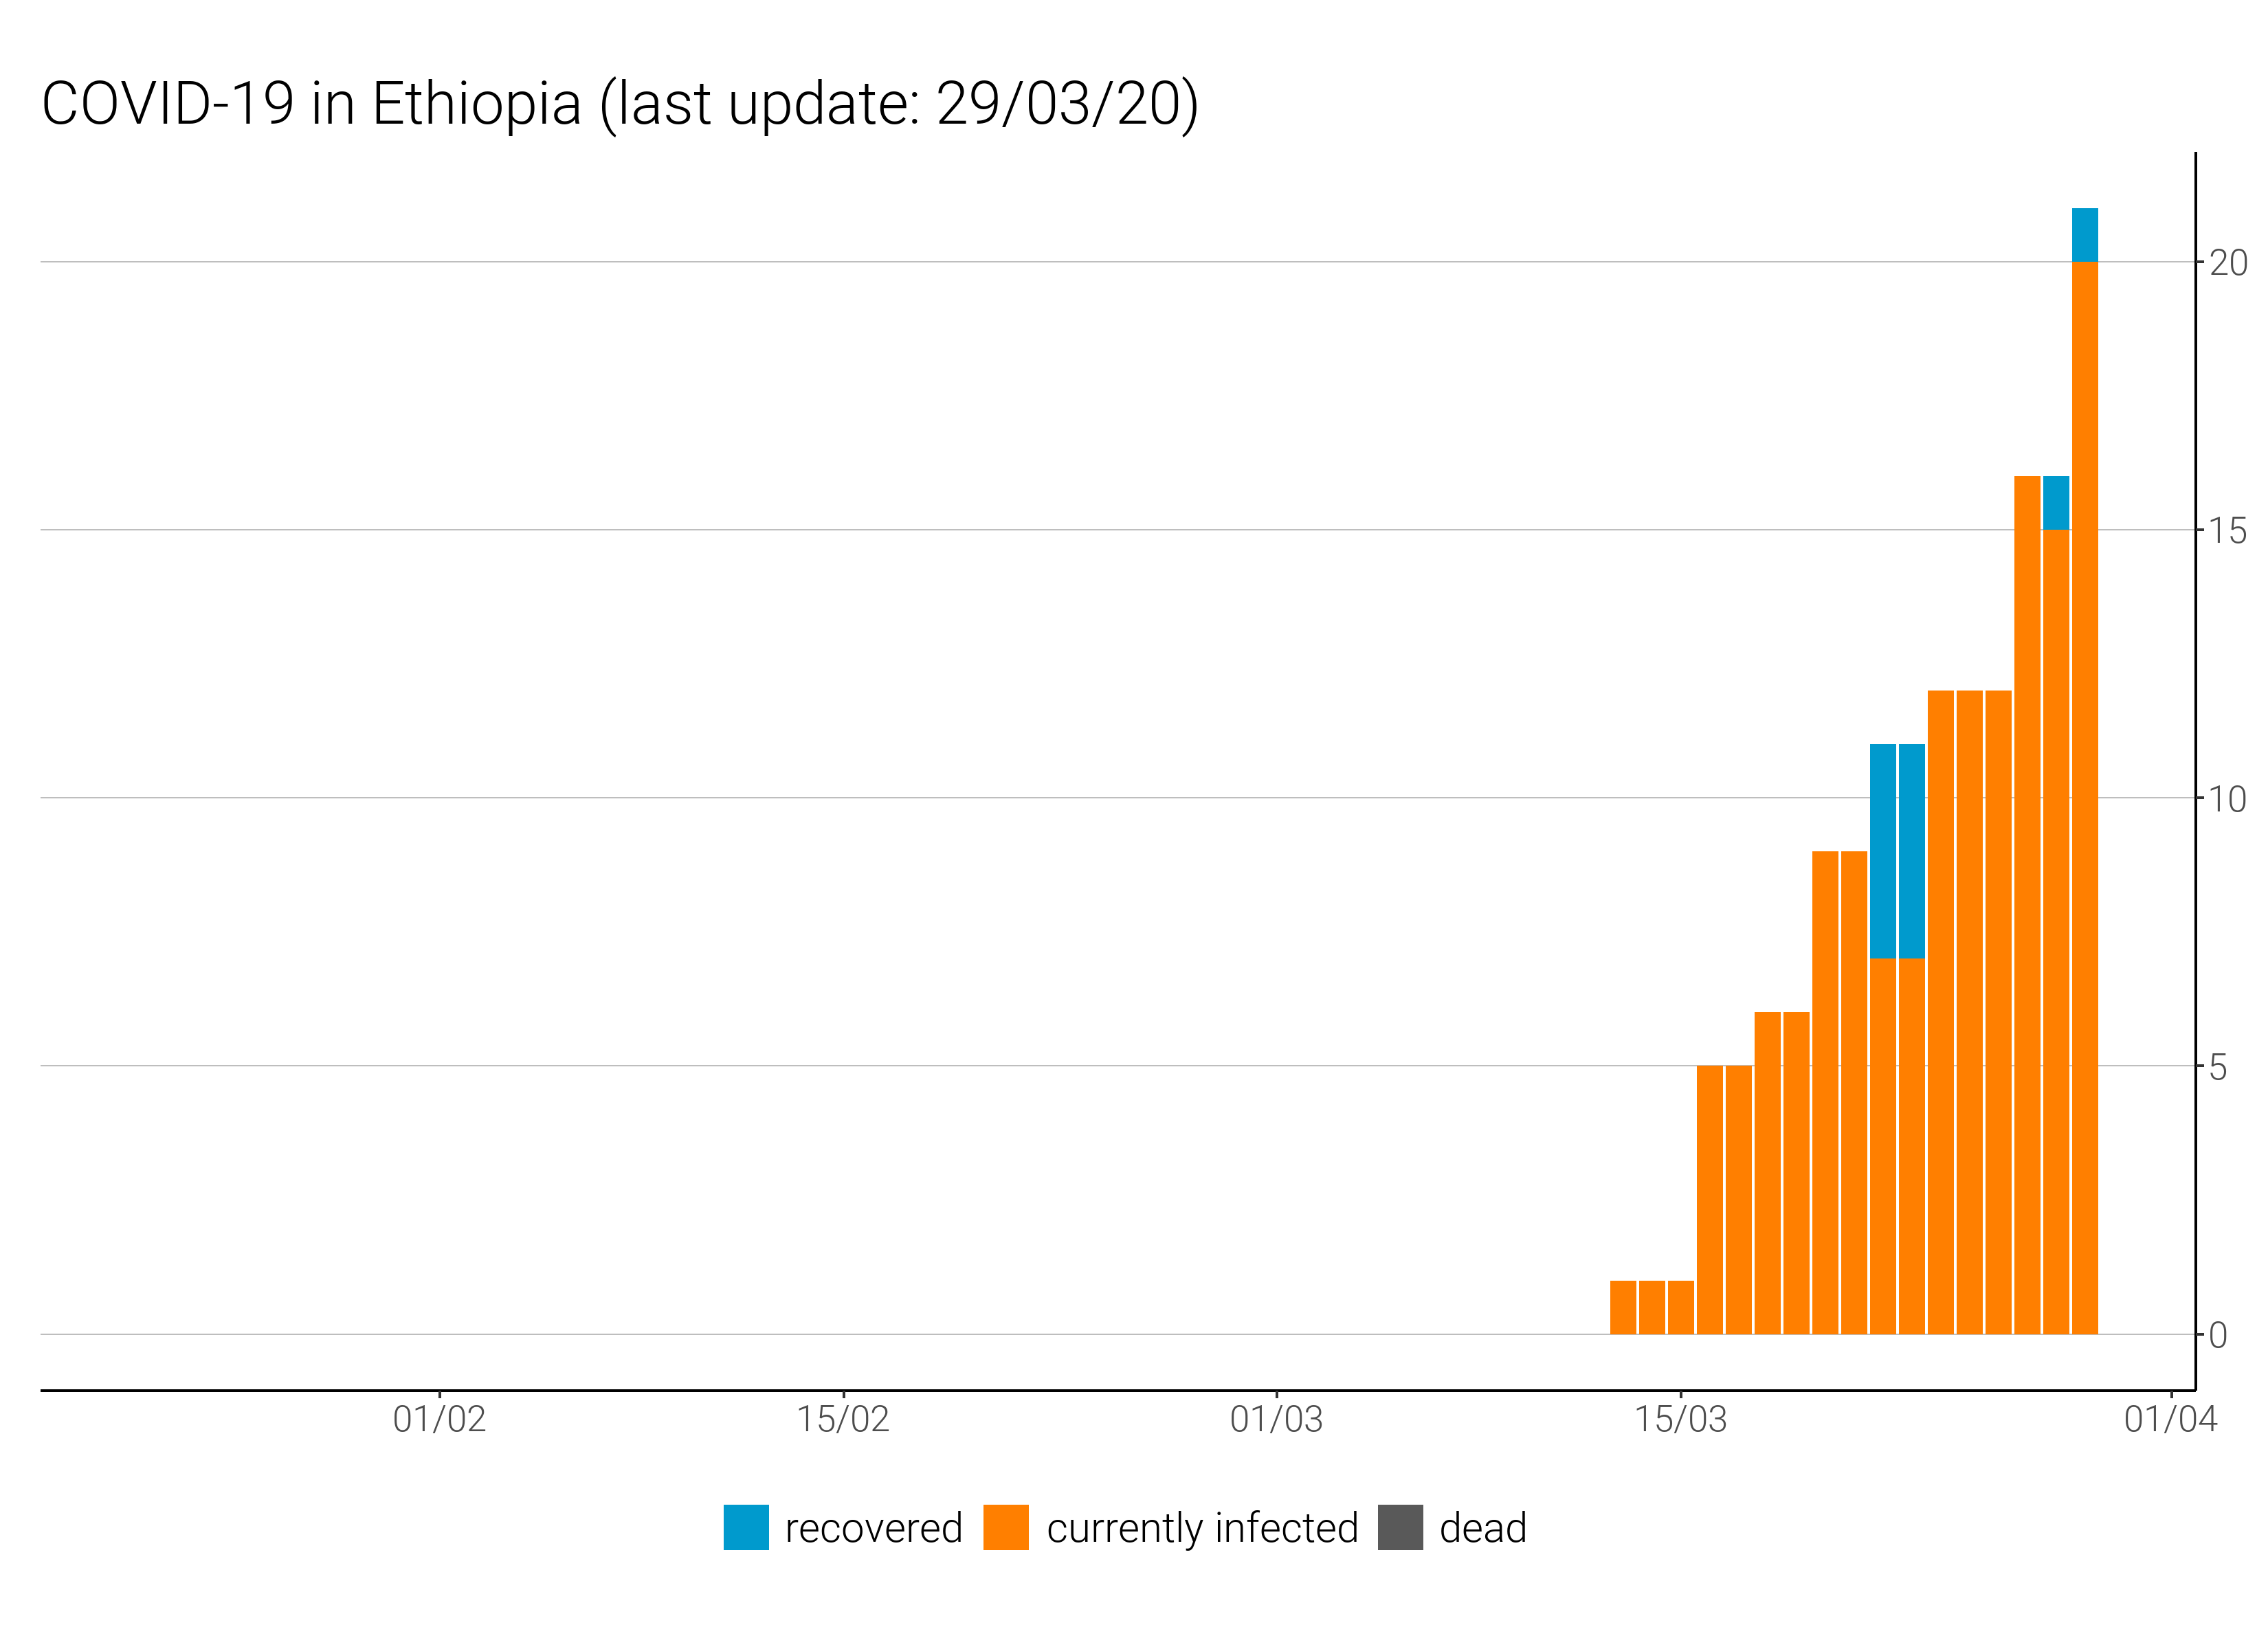 COVID-19 in Ethiopia (last update: 29/03/20)
20
15
10
5
0
01/02 15/02 01/03 15/03 01/04
recovered currently infected dead